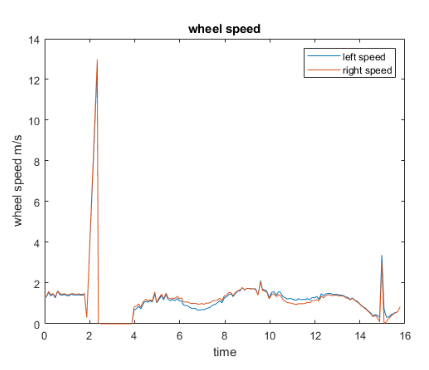 wheel speed
left speed
right speed
wheel speed m/s
14
12
10
8
6
4
2
0
0 2 4 6 8 10 12 14 16
time